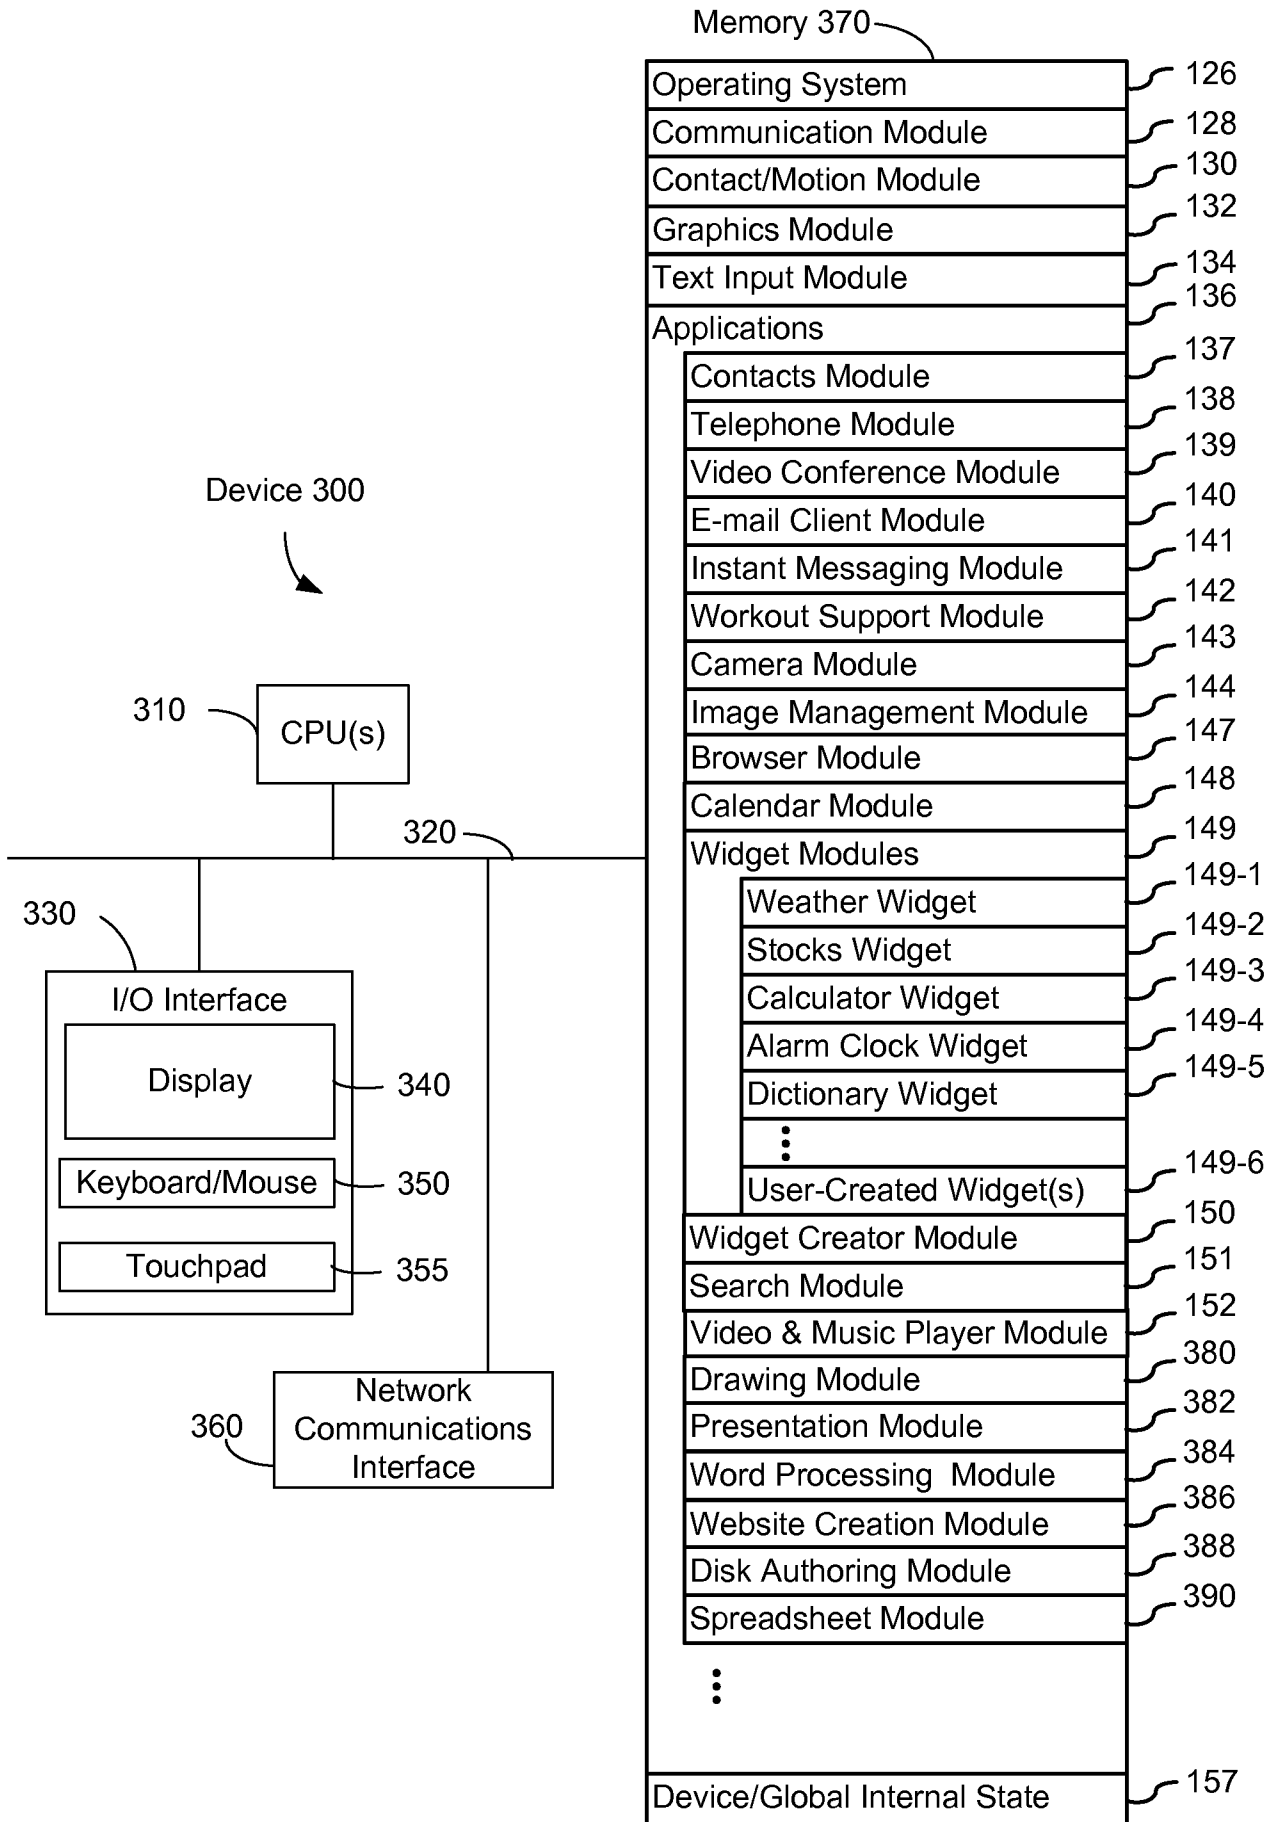 Memory 370
Operating System 126
Communication Module 128
Contact/Motion Module 130
Graphics Module 132
Text Input Module 134
Applications 136
Contacts Module 137
Telephone Module 138
Video Conference Module 139
E-mail Client Module 140
Instant Messaging Module 141
Workout Support Module 142
Camera Module 143
Image Management Module 144
Browser Module 147
Calendar Module 148
Widget Modules 149
Weather Widget 149-1
Stocks Widget 149-2
Calculator Widget 149-3
Alarm Clock Widget 149-4
Dictionary Widget 149-5
User-Created Widget(s) 149-6
Widget Creator Module 150
Search Module 151
Video & Music Player Module 152
Drawing Module 380
Presentation Module 382
Word Processing Module 384
Website Creation Module 386
Disk Authoring Module 388
Spreadsheet Module 390
Device/Global Internal State 157
Device 300
310
CPU(s)
320
330
I/O Interface
Display 340
Keyboard/Mouse 350
Touchpad 355
360
Network
Communications
Interface